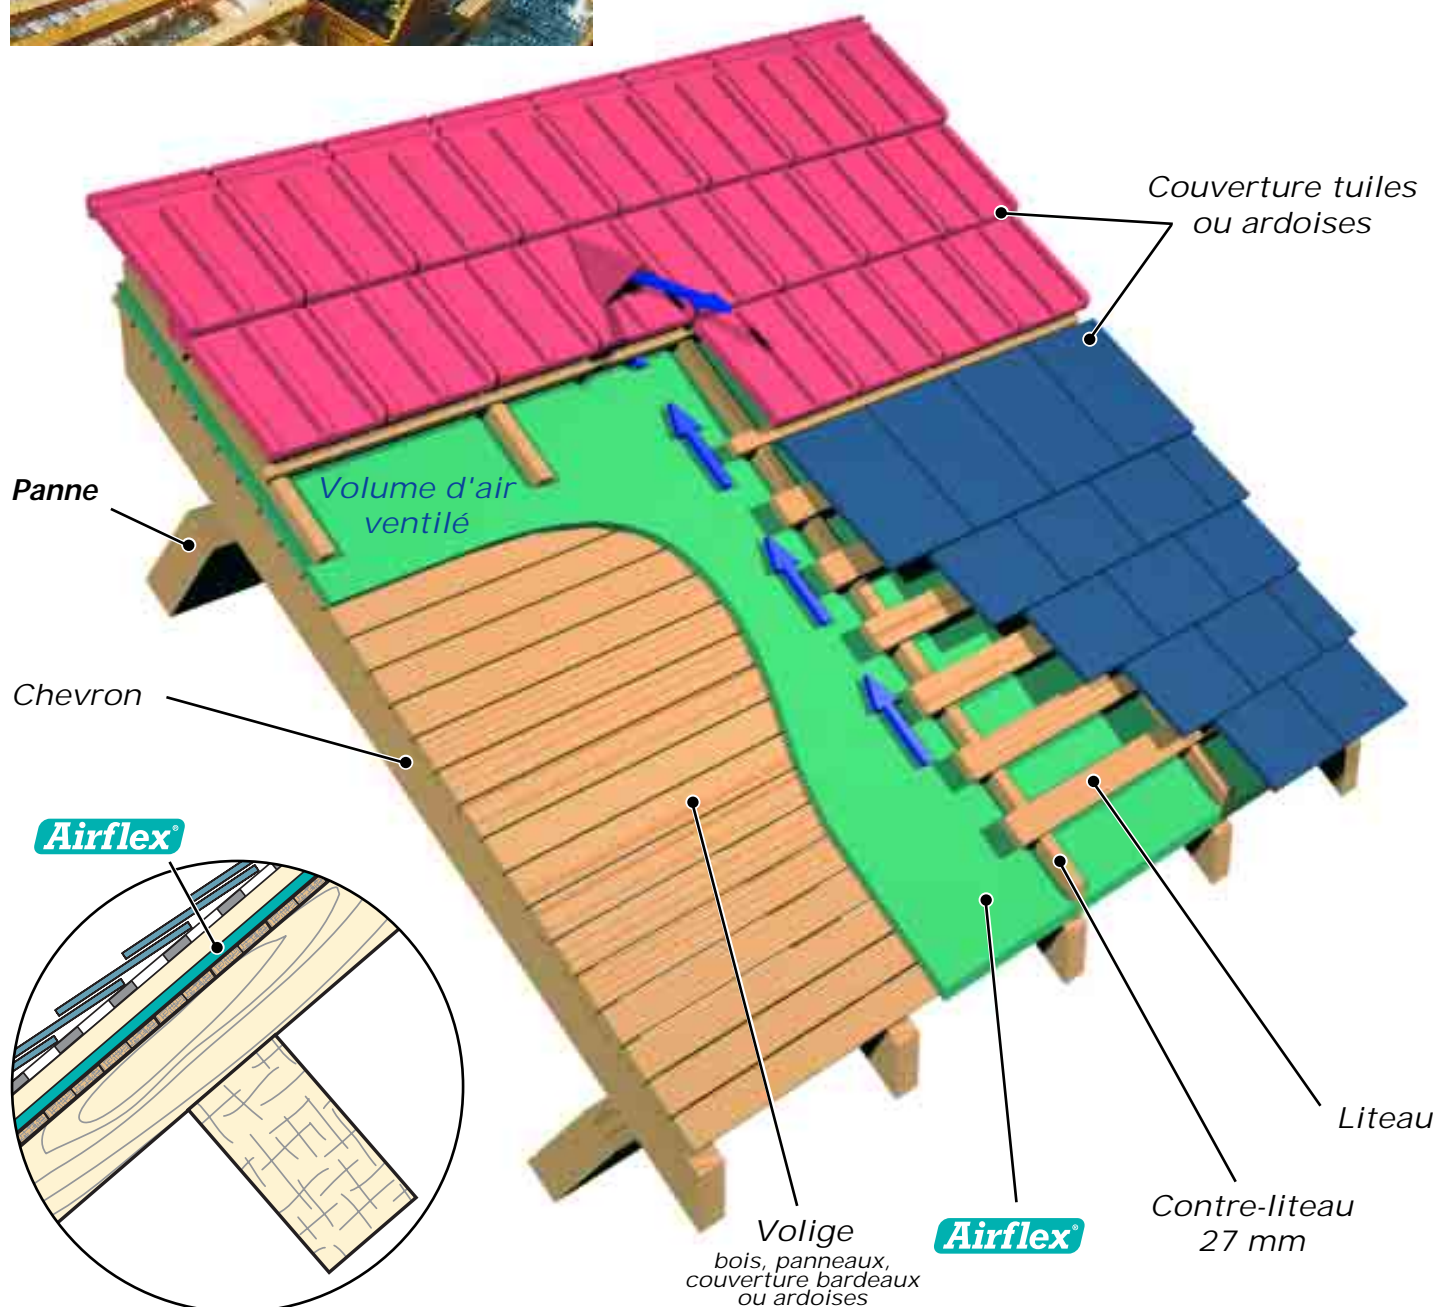 Couverture tuiles
ou ardoises
Panne
Volume d'air
ventilé
Chevron
Airflex®
Liteau
Contre-liteau
27 mm
Airflex®
Volige
bois, panneaux,
couverture bardeaux
ou ardoises